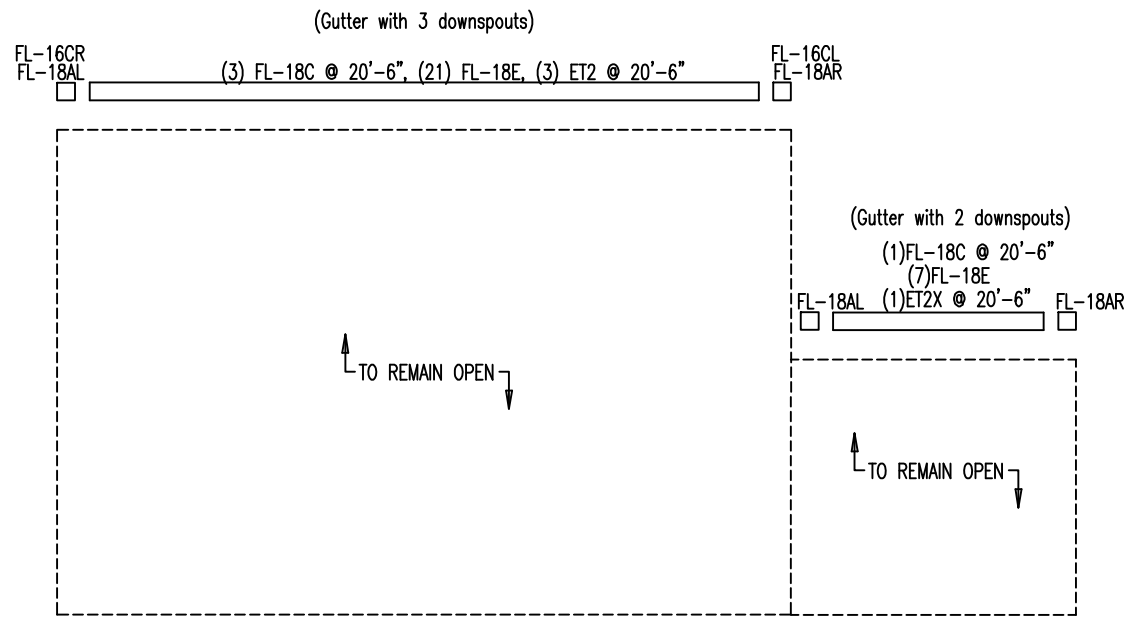 (Gutter with 3 downspouts)
FL-16CR
FL-18AL
(3) FL-18C @ 20'-6", (21) FL-18E, (3) ET2 @ 20'-6"
FL-16CL
FL-18AR
(Gutter with 2 downspouts)
(1)FL-18C @ 20'-6"
(7)FL-18E
FL-18AL
(1)ET2X @ 20'-6"
FL-18AR
TO REMAIN OPEN
TO REMAIN OPEN